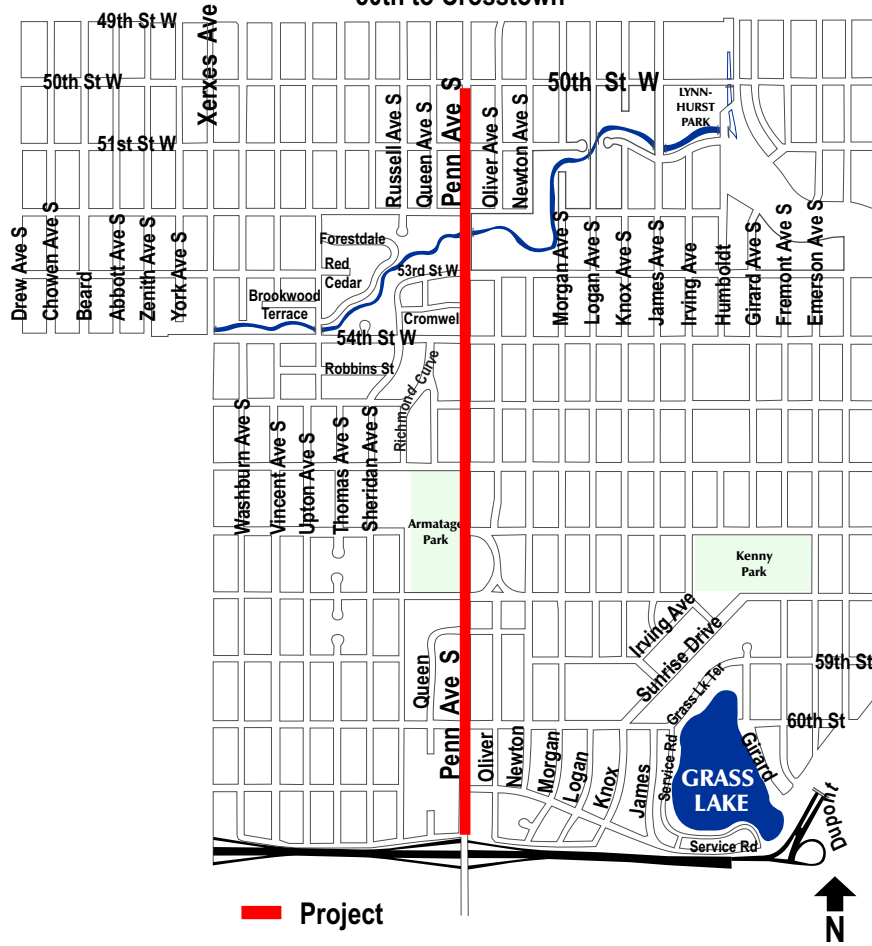 50th to Crosstown
49th St W
Xerxes Ave
50th St W
50th St W
LYNN-
HURST
PARK
51st St W
Russell Ave S
Queen Ave S
Penn Ave S
Oliver Ave S
Newton Ave S
Drew Ave S
Chowen Ave S
Beard
Abbott Ave S
Zenith Ave S
York Ave S
Forestdale
Red
Cedar
53rd St W
Brookwood
Terrace
Cromwell
54th St W
Robbins St
Richmond Curve
Morgan Ave S
Logan Ave S
Knox Ave S
James Ave S
Irving Ave
Humboldt
Girard Ave S
Fremont Ave S
Emerson Ave S
Washburn Ave S
Vincent Ave S
Upton Ave S
Thomas Ave S
Sheridan Ave S
Armatage
Park
Kenny
Park
Irving Ave
Sunrise Drive
59th St
Grass Lk Ter
60th St
Queen
Penn Ave S
Oliver
Newton
Morgan
Logan
Knox
James
Service Rd
GRASS
LAKE
Girard
Service Rd
Dupont
Project
N